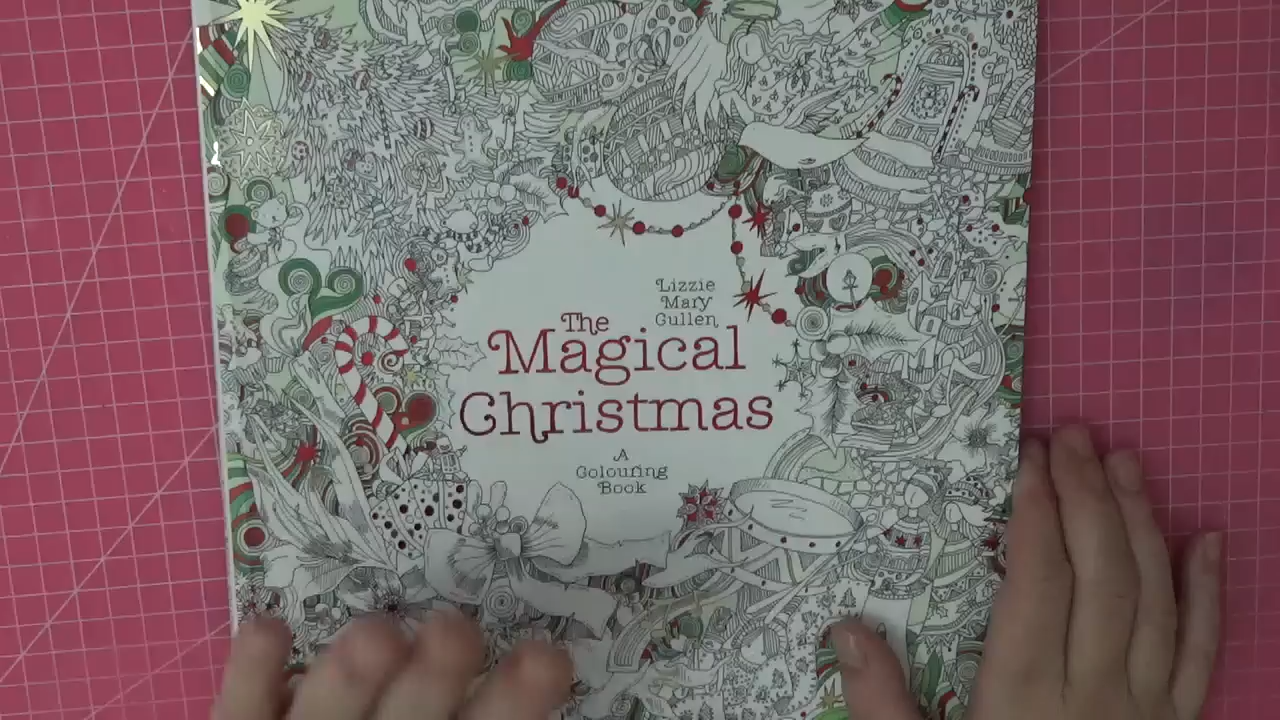 Lizzie
Mary
Cullen
The
Magical
Christmas
A
Colouring
Book